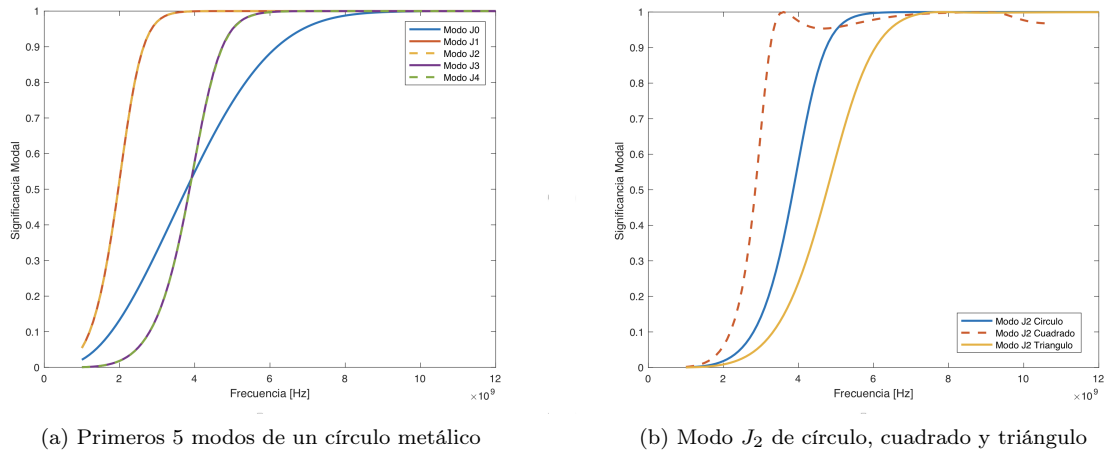 1
0.9
0.8
0.7
0.6
0.5
0.4
0.3
0.2
0.1
0
Significancia Modal
0 2 4 6 8 10 12
Frecuencia [Hz]
×10⁹
Modo J0
Modo J1
Modo J2
Modo J3
Modo J4
(a) Primeros 5 modos de un círculo metálico
1
0.9
0.8
0.7
0.6
0.5
0.4
0.3
0.2
0.1
0
Significancia Modal
0 2 4 6 8 10 12
Frecuencia [Hz]
×10⁹
Modo J2 Circulo
Modo J2 Cuadrado
Modo J2 Triangulo
(b) Modo J₂ de círculo, cuadrado y triángulo